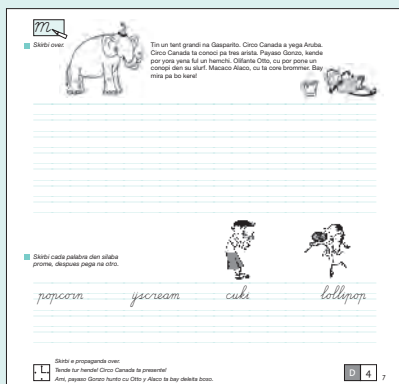 m
Skirbi over.
Tin un tent grandi na Gasparito. Circo Canada a yega Aruba.
Circo Canada ta conoci pa tres arista. Payaso Gonzo, kende
por yora yena ful un hemchi. Olifante Otto, cu por pone un
conopi den su slurf. Macaco Alaco, cu ta core brommer. Bay
mira pa bo kere!
Skirbi cada palabra den silaba
prome, despues pega na otro.
popcorn yscream cuki lollipop
Skirbi e propaganda over.
Tende tur hende! Circo Canada ta presente!
Ami, payaso Gonzo hunto cu Otto y Alaco ta bay deleita boso.
D 4
7